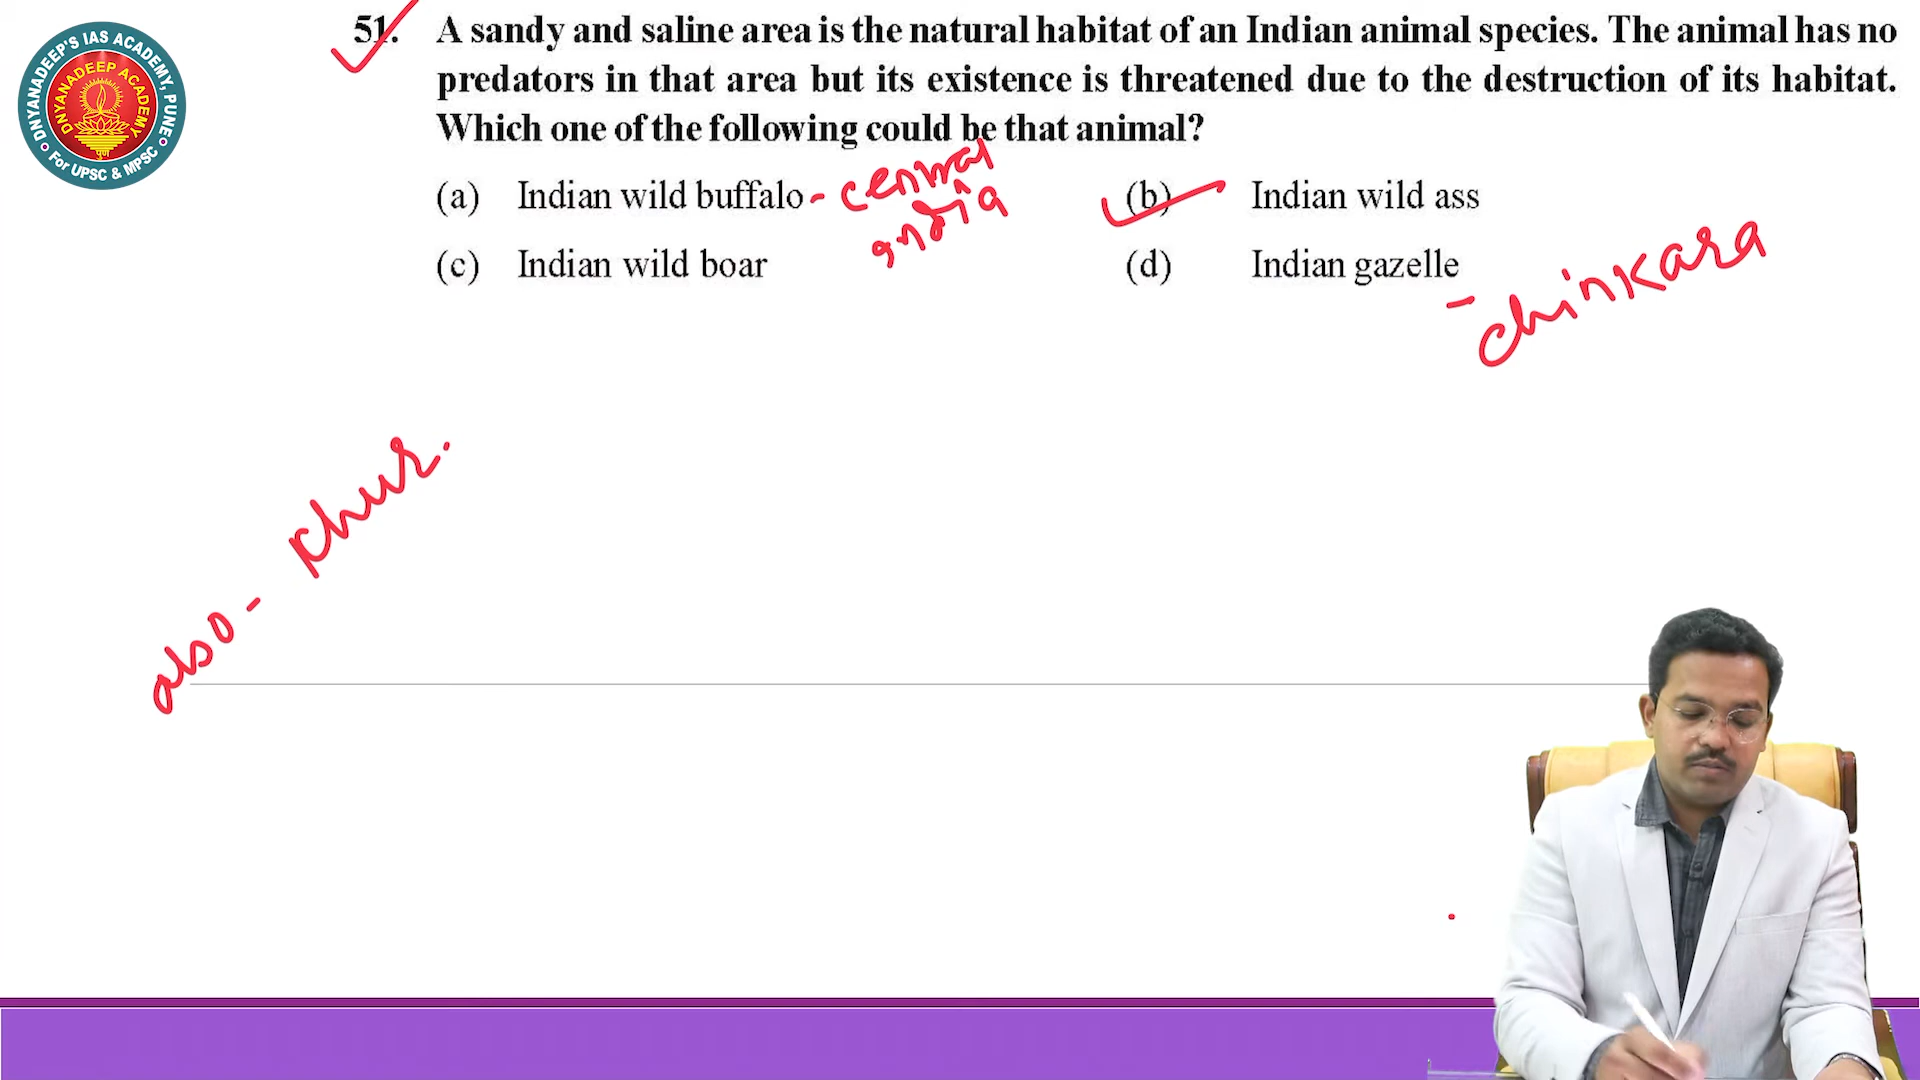 DNYANADEEP'S IAS ACADEMY, PUNE
DNYANADEEP ACADEMY
For UPSC & MPSC
51. A sandy and saline area is the natural habitat of an Indian animal species. The animal has no
predators in that area but its existence is threatened due to the destruction of its habitat.
Which one of the following could be that animal?
(a) Indian wild buffalo - central
india
(b) Indian wild ass
(c) Indian wild boar
(d) Indian gazelle
- chinkara
also - Khur.